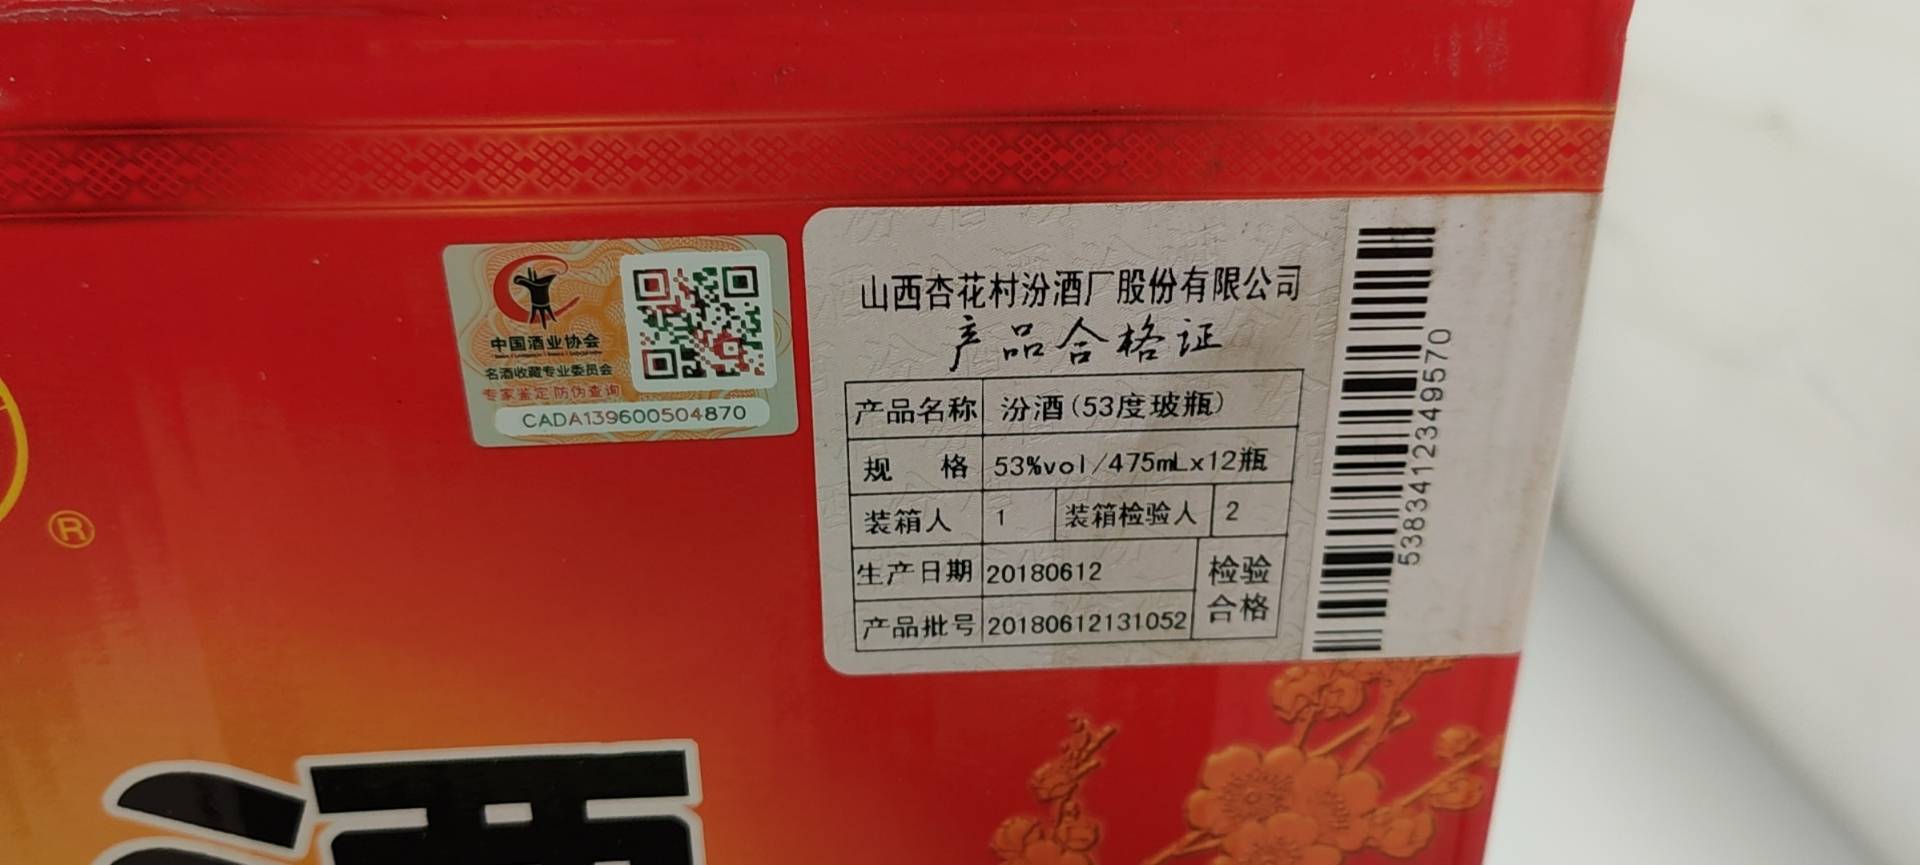 中国酒业协会
名酒收藏专业委员会
专家鉴定 防伪查询
CADA139600504870
山西杏花村汾酒厂股份有限公司
产品合格证
产品名称 汾酒(53度玻瓶)
规 格 53%vol/475mLx12瓶
装箱人 1 装箱检验人 2
生产日期 20180612 检验
产品批号 20180612131052 合格
5383412349570
®
酒